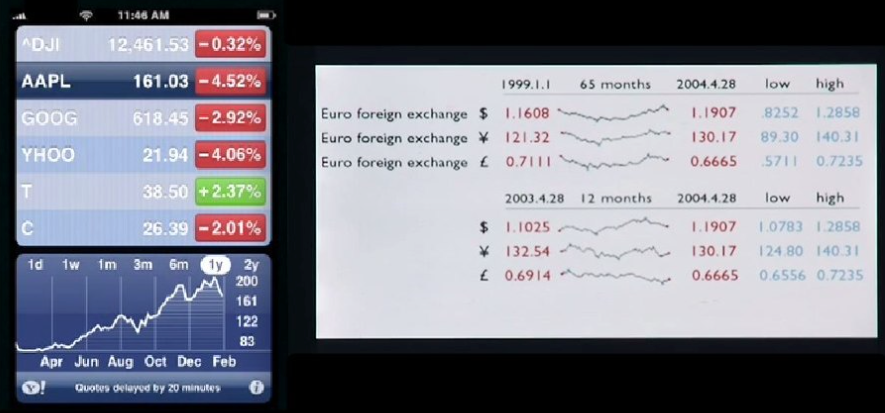 11:46 AM
^DJI 12,461.53 −0.32%
AAPL 161.03 −4.52%
GOOG 618.45 −2.92%
YHOO 21.94 −4.06%
T 38.50 +2.37%
C 26.39 −2.01%
1d 1w 1m 3m 6m 1y 2y
200
161
122
83
Apr Jun Aug Oct Dec Feb
Y! Quotes delayed by 20 minutes i
1999.1.1 65 months 2004.4.28 low high
Euro foreign exchange $ 1.1608 1.1907 .8252 1.2858
Euro foreign exchange ¥ 121.32 130.17 89.30 140.31
Euro foreign exchange £ 0.7111 0.6665 .5711 0.7235
2003.4.28 12 months 2004.4.28 low high
$ 1.1025 1.1907 1.0783 1.2858
¥ 132.54 130.17 124.80 140.31
£ 0.6914 0.6665 0.6556 0.7235